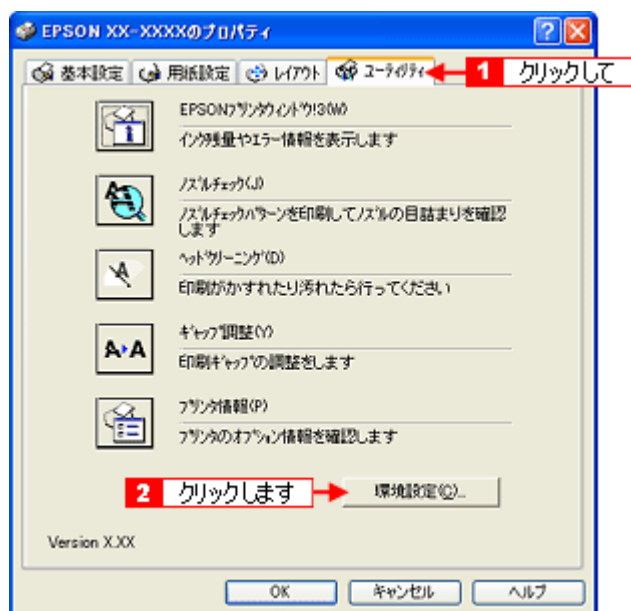 EPSON XX-XXXXのプロパティ
基本設定 用紙設定 レイアウト ユーティリティ 1 クリックして
EPSONプリンタウィンドウ!3(W)
インク残量やエラー情報を表示します
ノズルチェック(J)
ノズルチェックパターンを印刷してノズルの目詰まりを確認
します
ヘッドクリーニング(D)
印刷がかすれたり汚れたら行ってください
ギャップ調整(Y)
印刷ギャップの調整をします
プリンタ情報(P)
プリンタのオプション情報を確認します
2 クリックします 環境設定(C)...
Version X.XX
OK キャンセル ヘルプ